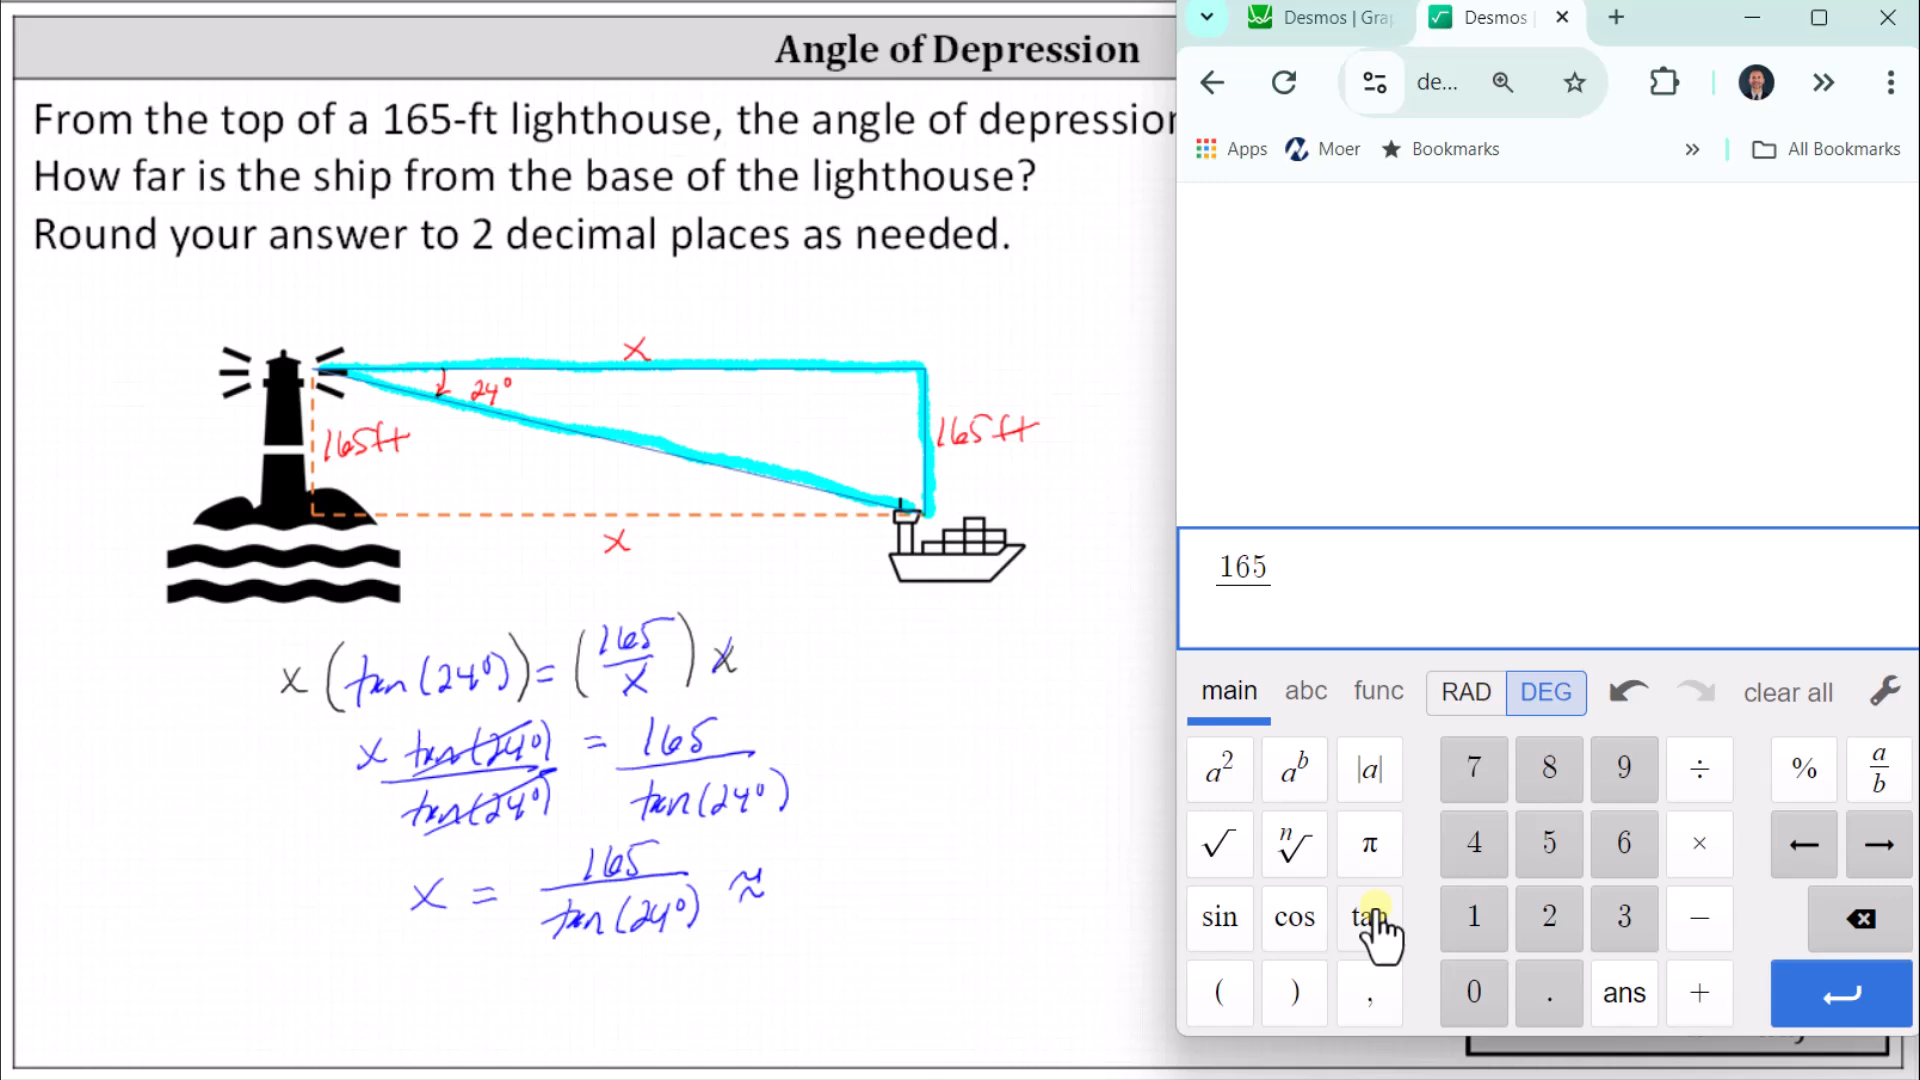 Angle of Depression
From the top of a 165-ft lighthouse, the angle of depression
How far is the ship from the base of the lighthouse?
Round your answer to 2 decimal places as needed.
x
24°
165ft
165ft
x
x (tan(24°)) = (165/x) x
x tan(24°)/tan(24°) = 165/tan(24°)
x = 165/tan(24°) ≈
Desmos | Gra
Desmos |
de...
Apps
Moer
Bookmarks
All Bookmarks
165
main abc func RAD DEG clear all
a² aᵇ |a| 7 8 9 ÷ % a/b
√ ⁿ√ π 4 5 6 × ← →
sin cos tan 1 2 3 −
( ) , 0 . ans +